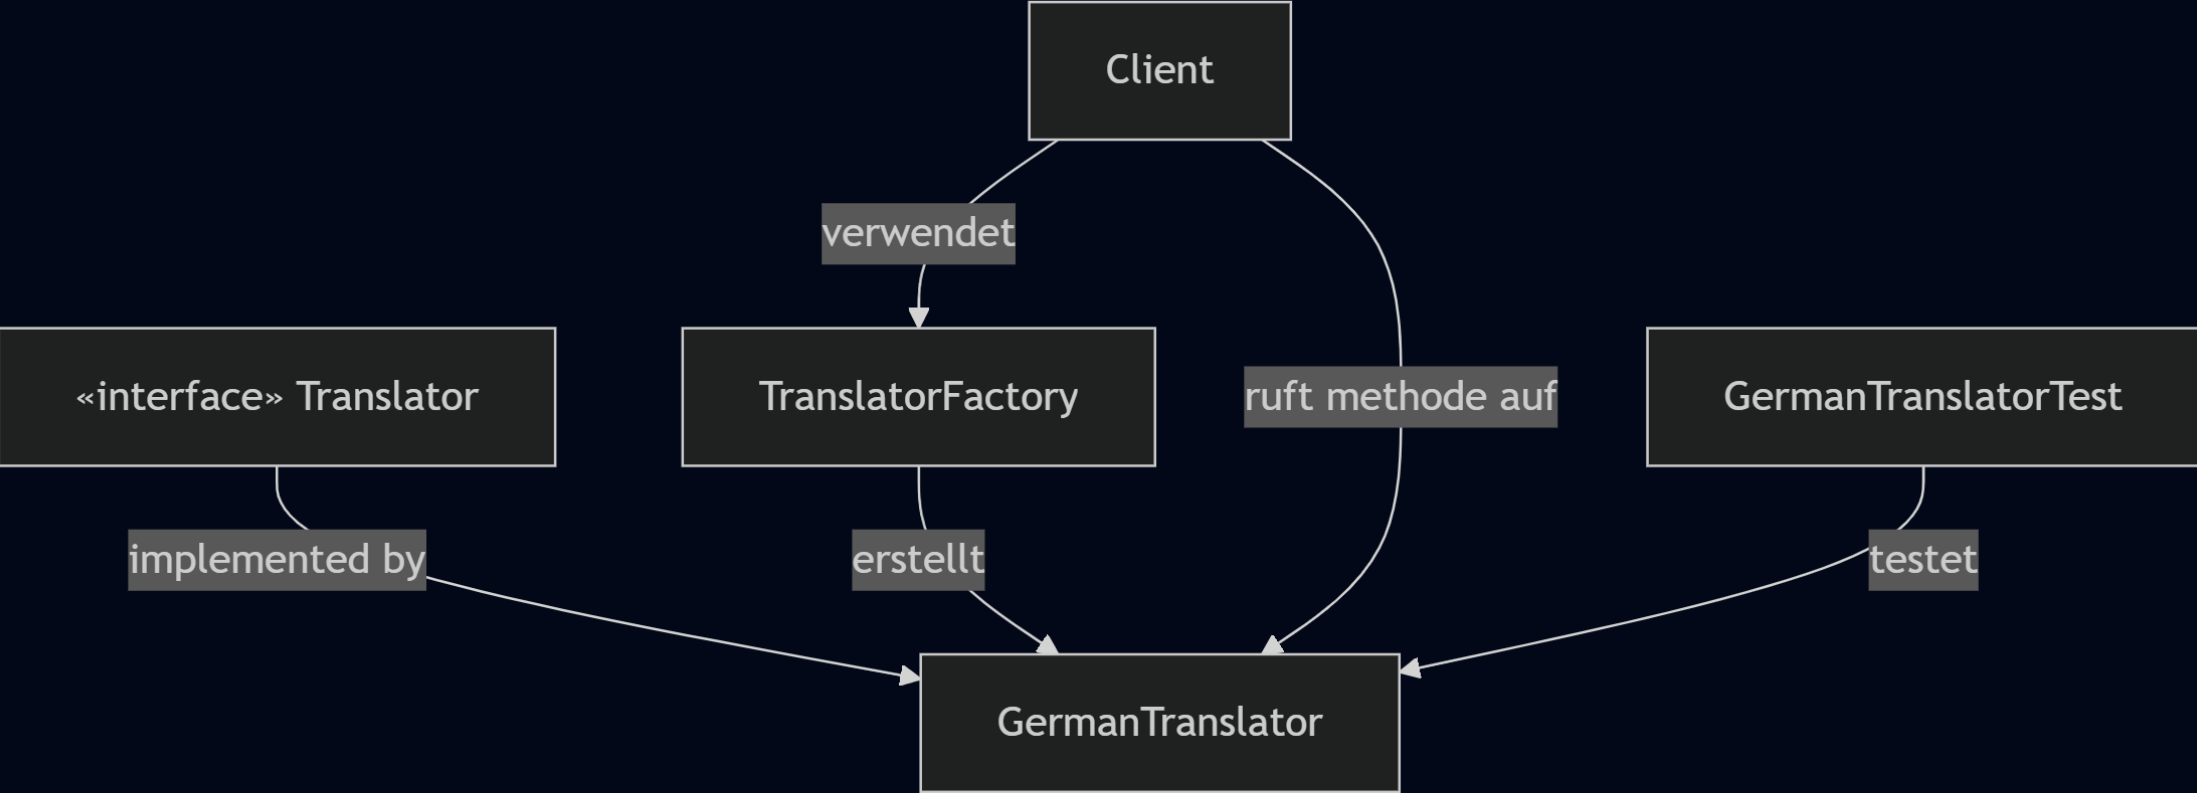 Client
verwendet
«interface» Translator
TranslatorFactory
ruft methode auf
GermanTranslatorTest
implemented by
erstellt
testet
GermanTranslator